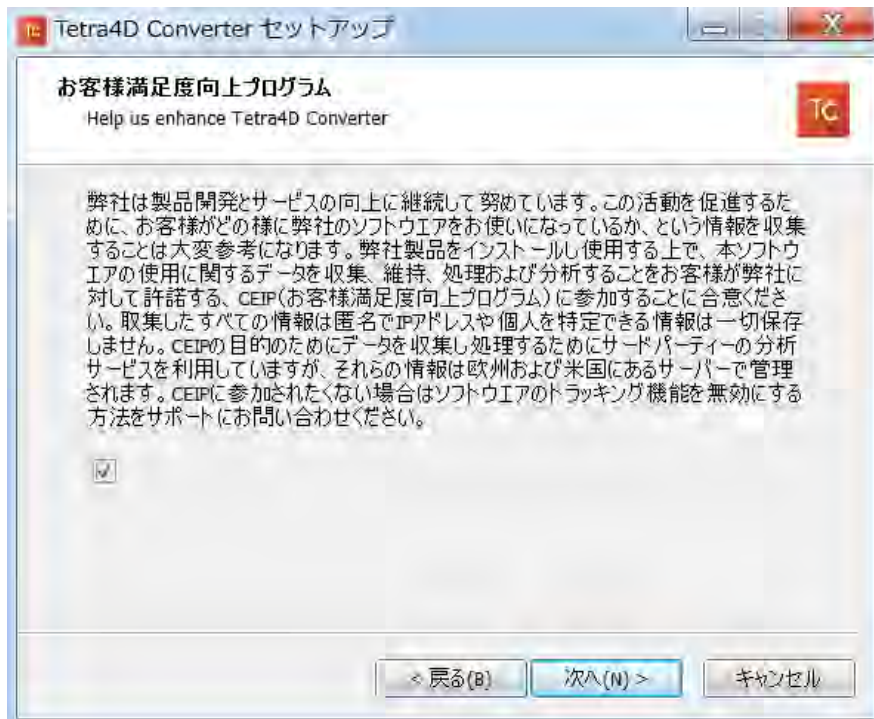 Tc Tetra4D Converter セットアップ
お客様満足度向上プログラム
Help us enhance Tetra4D Converter
TC
弊社は製品開発とサービスの向上に継続して努めています。この活動を促進するた
めに、お客様がどの様に弊社のソフトウエアをお使いになっているか、という情報を収集
することは大変参考になります。弊社製品をインストールし使用する上で、本ソフトウ
エアの使用に関するデータを収集、維持、処理および分析することをお客様が弊社に
対して許諾する、CEIP(お客様満足度向上プログラム)に参加することに合意くださ
い。取集したすべての情報は匿名でIPアドレスや個人を特定できる情報は一切保存
しません。CEIPの目的のためにデータを収集し処理するためにサードパーティーの分析
サービスを利用していますが、それらの情報は欧州および米国にあるサーバーで管理
されます。CEIPに参加されたくない場合はソフトウエアのトラッキング機能を無効にする
方法をサポートにお問い合わせください。
< 戻る(B) 次へ(N) > キャンセル